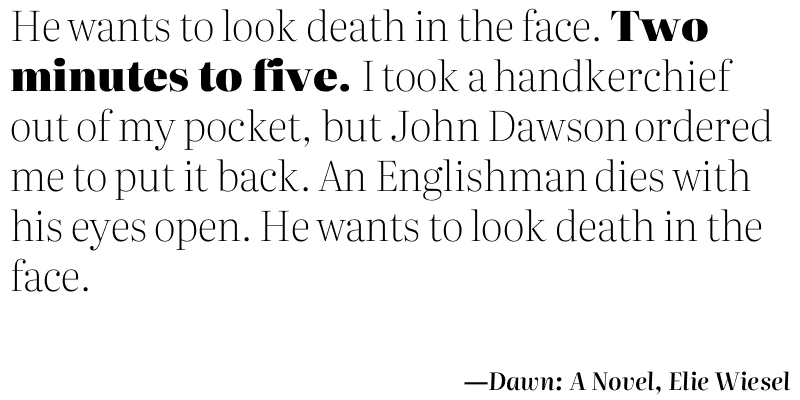 He wants to look death in the face. Two
minutes to five. I took a handkerchief
out of my pocket, but John Dawson ordered
me to put it back. An Englishman dies with
his eyes open. He wants to look death in the
face.
—Dawn: A Novel, Elie Wiesel